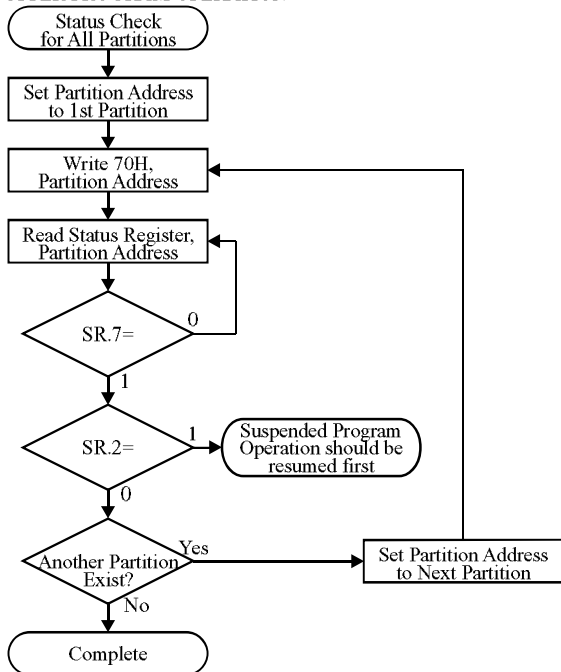 Status Check
for All Partitions
Set Partition Address
to 1st Partition
Write 70H,
Partition Address
Read Status Register,
Partition Address
SR.7=
0
1
SR.2=
1
Suspended Program
Operation should be
resumed first
0
Another Partition
Exist?
Yes
Set Partition Address
to Next Partition
No
Complete